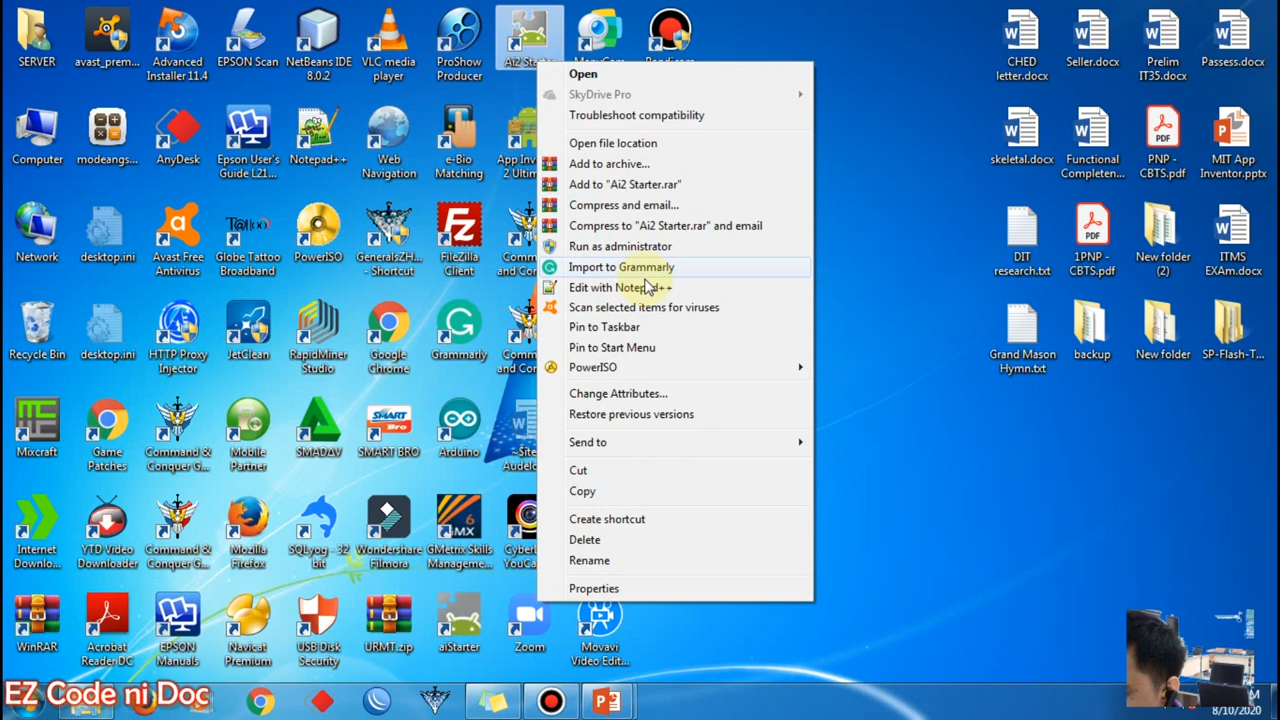 SERVER
avast_prem...
Advanced
Installer 11.4
EPSON Scan
NetBeans IDE
8.0.2
VLC media
player
ProShow
Producer
CHED
letter.docx
Seller.docx
Prelim
IT35.docx
Passess.docx
Computer
modeangs...
AnyDesk
Epson User's
Guide L21...
Notepad++
Web
Navigation
e-Bio
Matching
skeletal.docx
Functional
Completen...
PNP -
CBTS.pdf
MIT App
Inventor.pptx
Network
desktop.ini
Avast Free
Antivirus
Globe Tattoo
Broadband
PowerISO
GeneralsZH...
- Shortcut
FileZilla
Client
DIT
research.txt
1PNP -
CBTS.pdf
New folder
(2)
ITMS
EXAm.docx
Recycle Bin
desktop.ini
HTTP Proxy
Injector
JetClean
RapidMiner
Studio
Google
Chrome
Grammarly
Grand Mason
Hymn.txt
backup
New folder
SP-Flash-T...
Mixcraft
Game
Patches
Command &
Conquer G...
Mobile
Partner
SMADAV
SMART BRO
Arduino
Internet
Downlo...
YTD Video
Downloader
Command &
Conquer G...
Mozilla
Firefox
SQLyog - 32
bit
Wondershare
Filmora
GMetrix Skills
Manageme...
WinRAR
Acrobat
Reader DC
EPSON
Manuals
Navicat
Premium
USB Disk
Security
URMT.zip
aiStarter
Zoom
Movavi
Video Edit...
Open
SkyDrive Pro
Troubleshoot compatibility
Open file location
Add to archive...
Add to "Ai2 Starter.rar"
Compress and email...
Compress to "Ai2 Starter.rar" and email
Run as administrator
Import to Grammarly
Edit with Notepad++
Scan selected items for viruses
Pin to Taskbar
Pin to Start Menu
PowerISO
Change Attributes...
Restore previous versions
Send to
Cut
Copy
Create shortcut
Delete
Rename
Properties
EZ Code ni Doc
8/10/2020